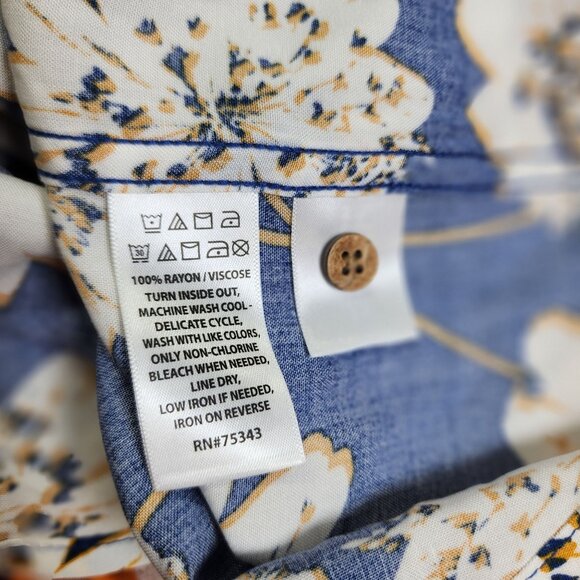 30
100% RAYON / VISCOSE
TURN INSIDE OUT,
MACHINE WASH COOL -
DELICATE CYCLE,
WASH WITH LIKE COLORS,
ONLY NON-CHLORINE
BLEACH WHEN NEEDED,
LINE DRY,
LOW IRON IF NEEDED,
IRON ON REVERSE
RN#75343